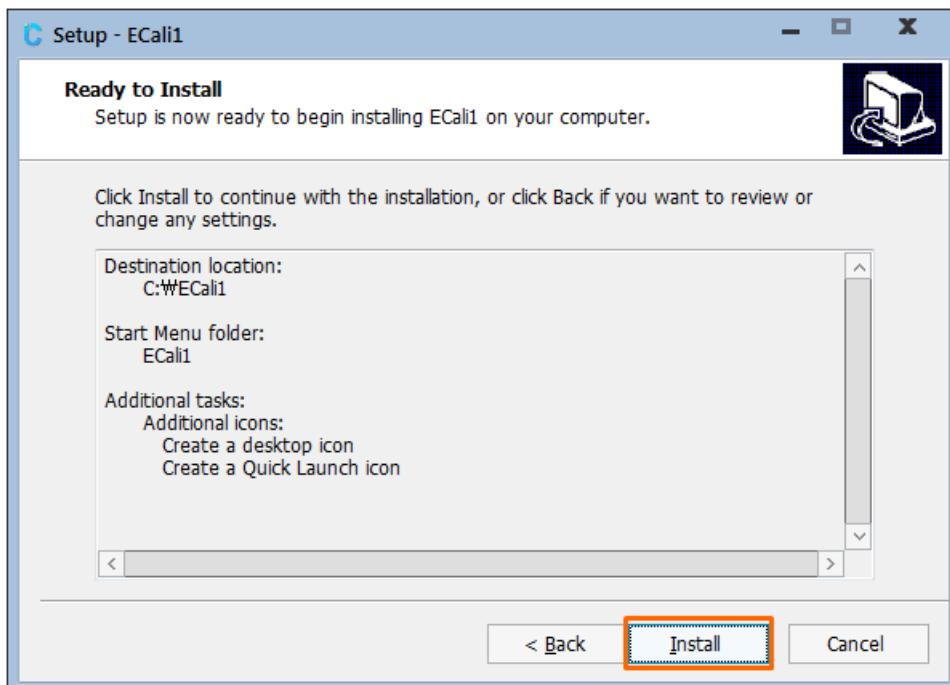 Setup - ECali1
Ready to Install
Setup is now ready to begin installing ECali1 on your computer.
Click Install to continue with the installation, or click Back if you want to review or
change any settings.
Destination location:
C:₩ECali1
Start Menu folder:
ECali1
Additional tasks:
Additional icons:
Create a desktop icon
Create a Quick Launch icon
< Back
Install
Cancel